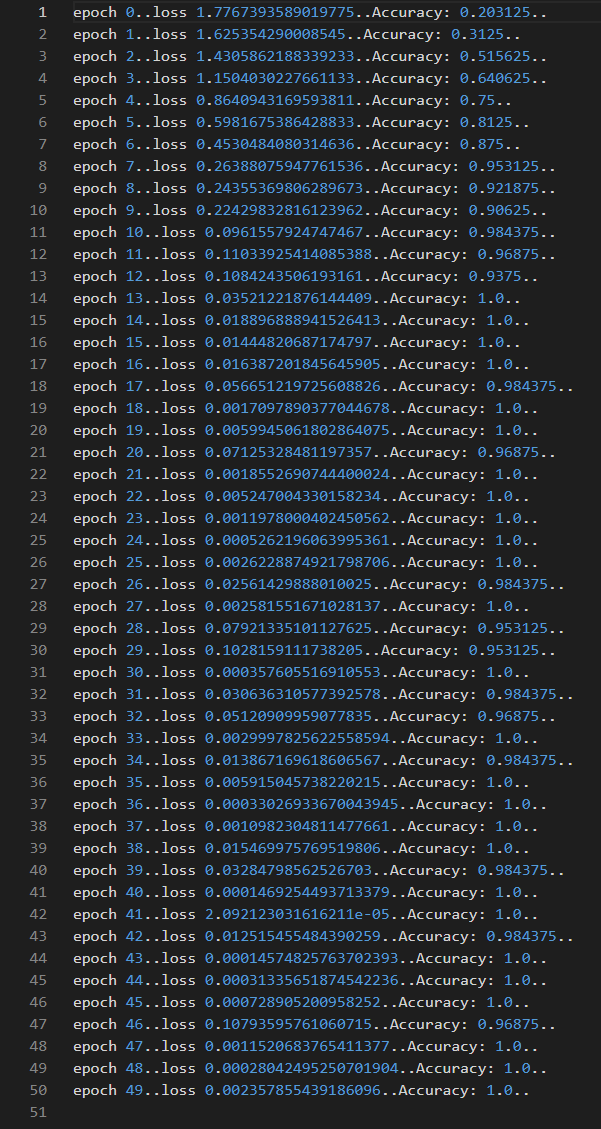 1 epoch 0..loss 1.7767393589019775..Accuracy: 0.203125..
2 epoch 1..loss 1.625354290008545..Accuracy: 0.3125..
3 epoch 2..loss 1.4305862188339233..Accuracy: 0.515625..
4 epoch 3..loss 1.1504030227661133..Accuracy: 0.640625..
5 epoch 4..loss 0.8640943169593811..Accuracy: 0.75..
6 epoch 5..loss 0.5981675386428833..Accuracy: 0.8125..
7 epoch 6..loss 0.4530484080314636..Accuracy: 0.875..
8 epoch 7..loss 0.26388075947761536..Accuracy: 0.953125..
9 epoch 8..loss 0.24355369806289673..Accuracy: 0.921875..
10 epoch 9..loss 0.22429832816123962..Accuracy: 0.90625..
11 epoch 10..loss 0.0961557924747467..Accuracy: 0.984375..
12 epoch 11..loss 0.11033925414085388..Accuracy: 0.96875..
13 epoch 12..loss 0.1084243506193161..Accuracy: 0.9375..
14 epoch 13..loss 0.03521221876144409..Accuracy: 1.0..
15 epoch 14..loss 0.018896888941526413..Accuracy: 1.0..
16 epoch 15..loss 0.01444820687174797..Accuracy: 1.0..
17 epoch 16..loss 0.016387201845645905..Accuracy: 1.0..
18 epoch 17..loss 0.056651219725608826..Accuracy: 0.984375..
19 epoch 18..loss 0.0017097890377044678..Accuracy: 1.0..
20 epoch 19..loss 0.0059945061802864075..Accuracy: 1.0..
21 epoch 20..loss 0.07125328481197357..Accuracy: 0.96875..
22 epoch 21..loss 0.0018552690744400024..Accuracy: 1.0..
23 epoch 22..loss 0.005247004330158234..Accuracy: 1.0..
24 epoch 23..loss 0.0011978000402450562..Accuracy: 1.0..
25 epoch 24..loss 0.0005262196063995361..Accuracy: 1.0..
26 epoch 25..loss 0.0026228874921798706..Accuracy: 1.0..
27 epoch 26..loss 0.02561429888010025..Accuracy: 0.984375..
28 epoch 27..loss 0.002581551671028137..Accuracy: 1.0..
29 epoch 28..loss 0.07921335101127625..Accuracy: 0.953125..
30 epoch 29..loss 0.1028159111738205..Accuracy: 0.953125..
31 epoch 30..loss 0.000357605516910553..Accuracy: 1.0..
32 epoch 31..loss 0.030636310577392578..Accuracy: 0.984375..
33 epoch 32..loss 0.05120909959077835..Accuracy: 0.96875..
34 epoch 33..loss 0.0029997825622558594..Accuracy: 1.0..
35 epoch 34..loss 0.013867169618606567..Accuracy: 0.984375..
36 epoch 35..loss 0.005915045738220215..Accuracy: 1.0..
37 epoch 36..loss 0.00033026933670043945..Accuracy: 1.0..
38 epoch 37..loss 0.0010982304811477661..Accuracy: 1.0..
39 epoch 38..loss 0.015469975769519806..Accuracy: 1.0..
40 epoch 39..loss 0.03284798562526703..Accuracy: 0.984375..
41 epoch 40..loss 0.0001469254493713379..Accuracy: 1.0..
42 epoch 41..loss 2.092123031616211e-05..Accuracy: 1.0..
43 epoch 42..loss 0.012515455484390259..Accuracy: 0.984375..
44 epoch 43..loss 0.00014574825763702393..Accuracy: 1.0..
45 epoch 44..loss 0.00031335651874542236..Accuracy: 1.0..
46 epoch 45..loss 0.000728905200958252..Accuracy: 1.0..
47 epoch 46..loss 0.10793595761060715..Accuracy: 0.96875..
48 epoch 47..loss 0.0011520683765411377..Accuracy: 1.0..
49 epoch 48..loss 0.00028042495250701904..Accuracy: 1.0..
50 epoch 49..loss 0.002357855439186096..Accuracy: 1.0..
51